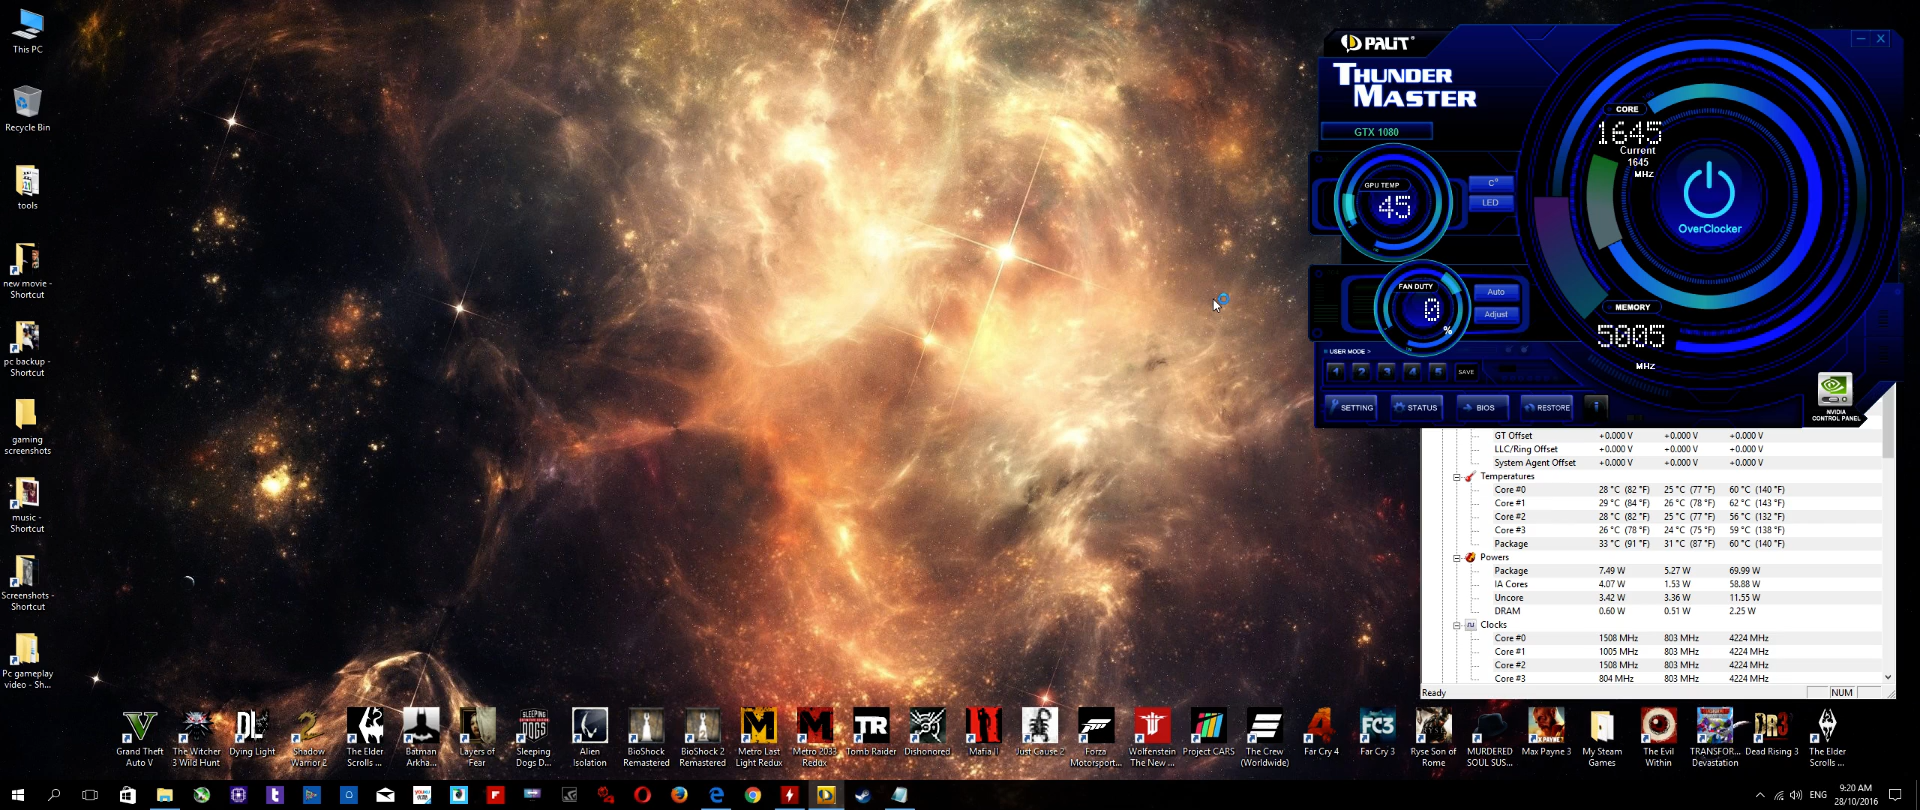 This PC
Recycle Bin
tools
new movie -
Shortcut
pc backup -
Shortcut
gaming
screenshots
music -
Shortcut
Screenshots -
Shortcut
Pc gameplay
video - Sh...
PALIT
THUNDER
MASTER
GTX 1080
GPU TEMP
45
C°
LED
FAN DUTY
0
%
Auto
Adjust
USER MODE >
1 2 3 4 5 SAVE
SETTING STATUS BIOS RESTORE i
CORE
1645
Current
1645
MHz
OverClocker
MEMORY
5005
MHz
NVIDIA
CONTROL PANEL
GT Offset +0.000 V +0.000 V +0.000 V
LLC/Ring Offset +0.000 V +0.000 V +0.000 V
System Agent Offset +0.000 V +0.000 V +0.000 V
Temperatures
Core #0 28 °C (82 °F) 25 °C (77 °F) 60 °C (140 °F)
Core #1 29 °C (84 °F) 26 °C (78 °F) 62 °C (143 °F)
Core #2 28 °C (82 °F) 25 °C (77 °F) 56 °C (132 °F)
Core #3 26 °C (78 °F) 24 °C (75 °F) 59 °C (138 °F)
Package 33 °C (91 °F) 31 °C (87 °F) 60 °C (140 °F)
Powers
Package 7.49 W 5.27 W 69.99 W
IA Cores 4.07 W 1.53 W 58.88 W
Uncore 3.42 W 3.36 W 11.55 W
DRAM 0.60 W 0.51 W 2.25 W
Clocks
Core #0 1508 MHz 803 MHz 4224 MHz
Core #1 1005 MHz 803 MHz 4224 MHz
Core #2 1508 MHz 803 MHz 4224 MHz
Core #3 804 MHz 803 MHz 4224 MHz
Ready NUM
Grand Theft
Auto V
The Witcher
3 Wild Hunt
Dying Light
Shadow
Warrior 2
The Elder
Scrolls ...
Batman
Arkha...
Layers of
Fear
Sleeping
Dogs D...
Alien
Isolation
BioShock
Remastered
BioShock 2
Remastered
Metro Last
Light Redux
Metro 2033
Redux
Tomb Raider
Dishonored
Mafia II
Just Cause 2
Forza
Motorsport...
Wolfenstein
The New ...
Project CARS
The Crew
(Worldwide)
Far Cry 4
Far Cry 3
Ryse Son of
Rome
MURDERED
SOUL SUS...
Max Payne 3
My Steam
Games
The Evil
Within
TRANSFOR...
Devastation
Dead Rising 3
The Elder
Scrolls ...
ENG
9:20 AM
28/10/2016